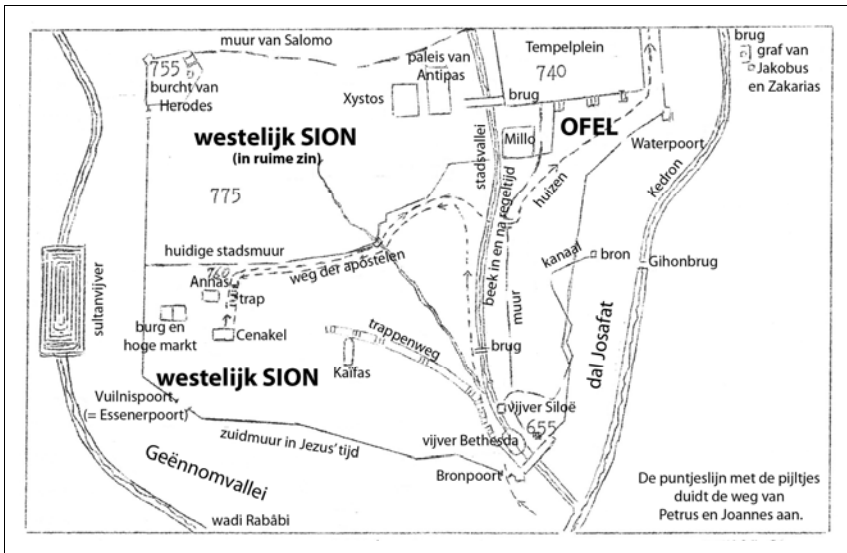 muur van Salomo
paleis van
Antipas
Tempelplein
740
brug
graf van
Jakobus
en Zakarias
755
burcht van
Herodes
Xystos
brug
westelijk SION
(in ruime zin)
Millo
OFEL
Waterpoort
stadsvallei
775
huizen
Kedron
beek in en na regeltijd
huidige stadsmuur
weg der apostelen
kanaal
bron
Gihonbrug
760
Annas
trap
sultanvijver
burg en
hoge markt
Cenakel
trappenweg
muur
dal Josafat
brug
westelijk SION
Kaïfas
Vuilnispoort
(= Essenerpoort)
vijver Siloë
655
zuidmuur in Jezus' tijd
vijver Bethesda
Geënnomvallei
Bronpoort
De puntjeslijn met de pijltjes
duidt de weg van
Petrus en Joannes aan.
wadi Rabâbi